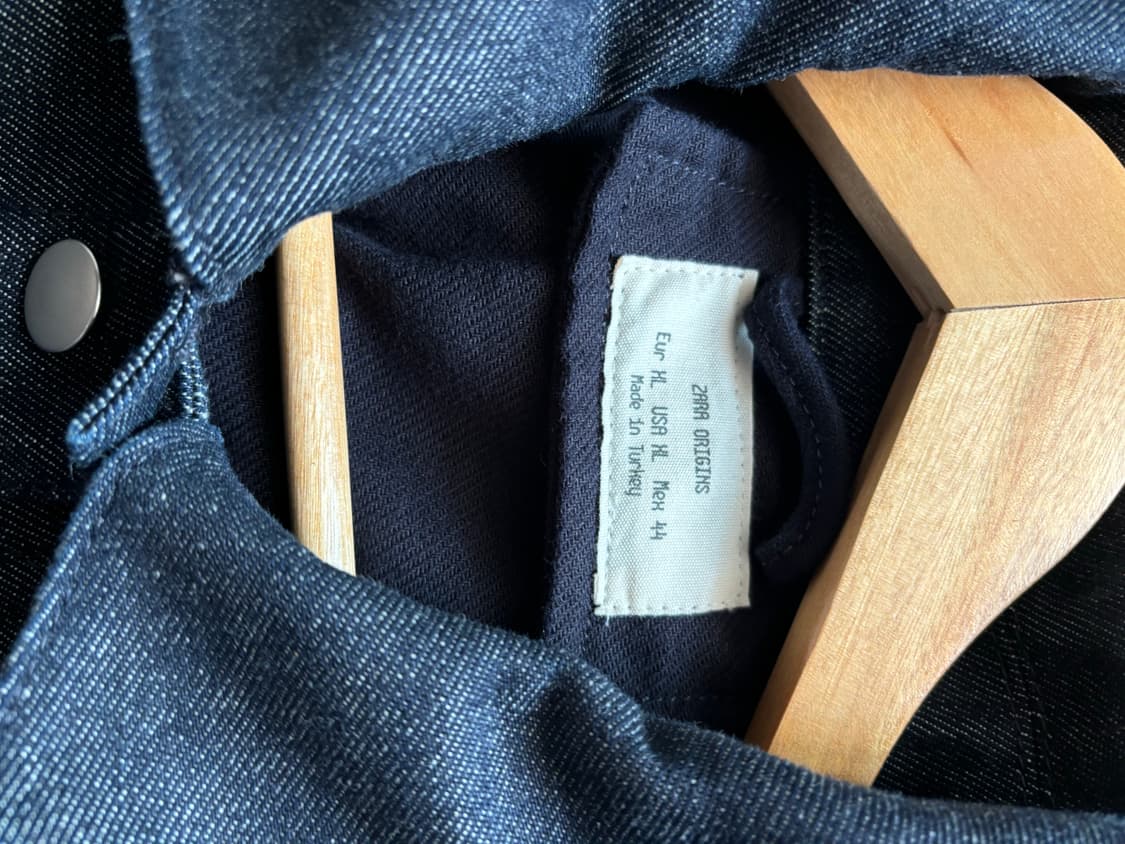 ZARA ORIGINS
Eur XL USA XL Mex 44
Made in Turkey